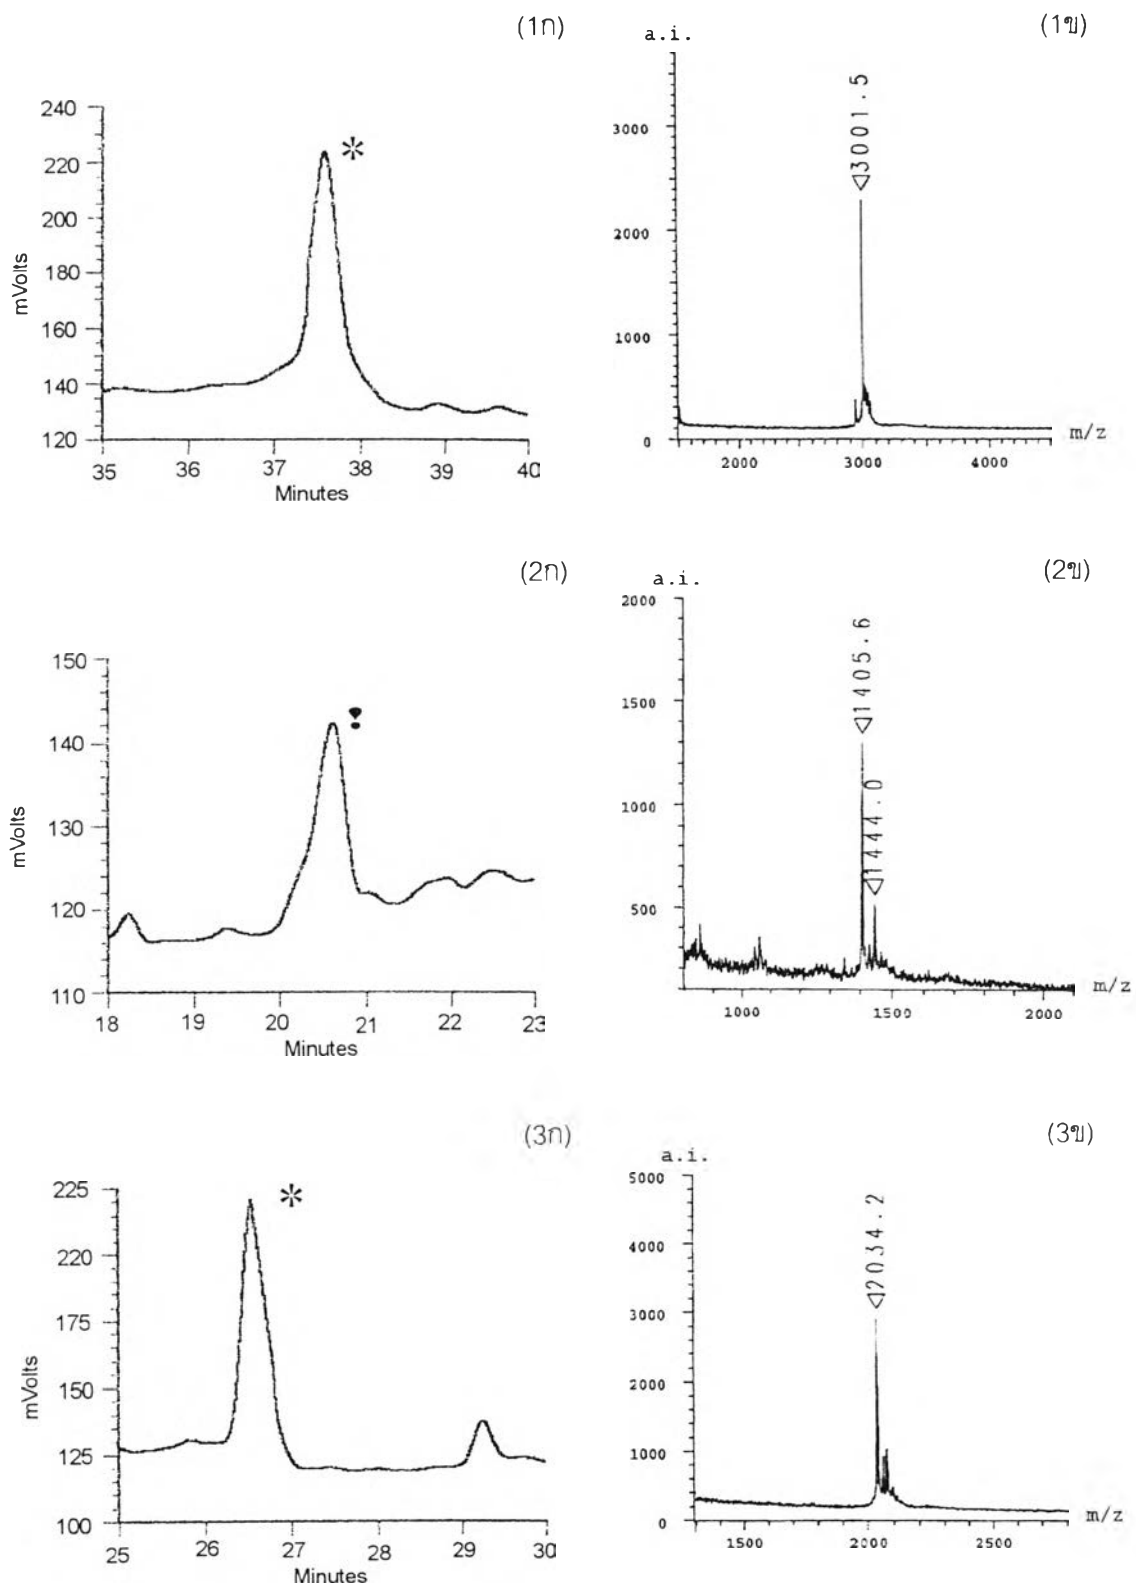 (1ก)
240
220
200
180
160
140
120
mVolts
35 36 37 38 39 40
Minutes
*
(1ข)
a.i.
3000
2000
1000
0
3001.5
2000 3000 4000
m/z
(2ก)
150
140
130
120
110
mVolts
18 19 20 21 22 23
Minutes
(2ข)
a.i.
2000
1500
1000
500
1405.6
1444.0
1000 1500 2000
m/z
(3ก)
225
220
175
150
125
100
mVolts
25 26 27 28 29 30
Minutes
*
(3ข)
a.i.
5000
4000
3000
2000
1000
0
2034.2
1500 2000 2500
m/z